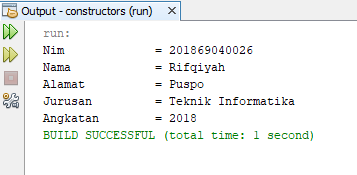 Output - constructors (run)
run:
Nim = 201869040026
Nama = Rifqiyah
Alamat = Puspo
Jurusan = Teknik Informatika
Angkatan = 2018
BUILD SUCCESSFUL (total time: 1 second)